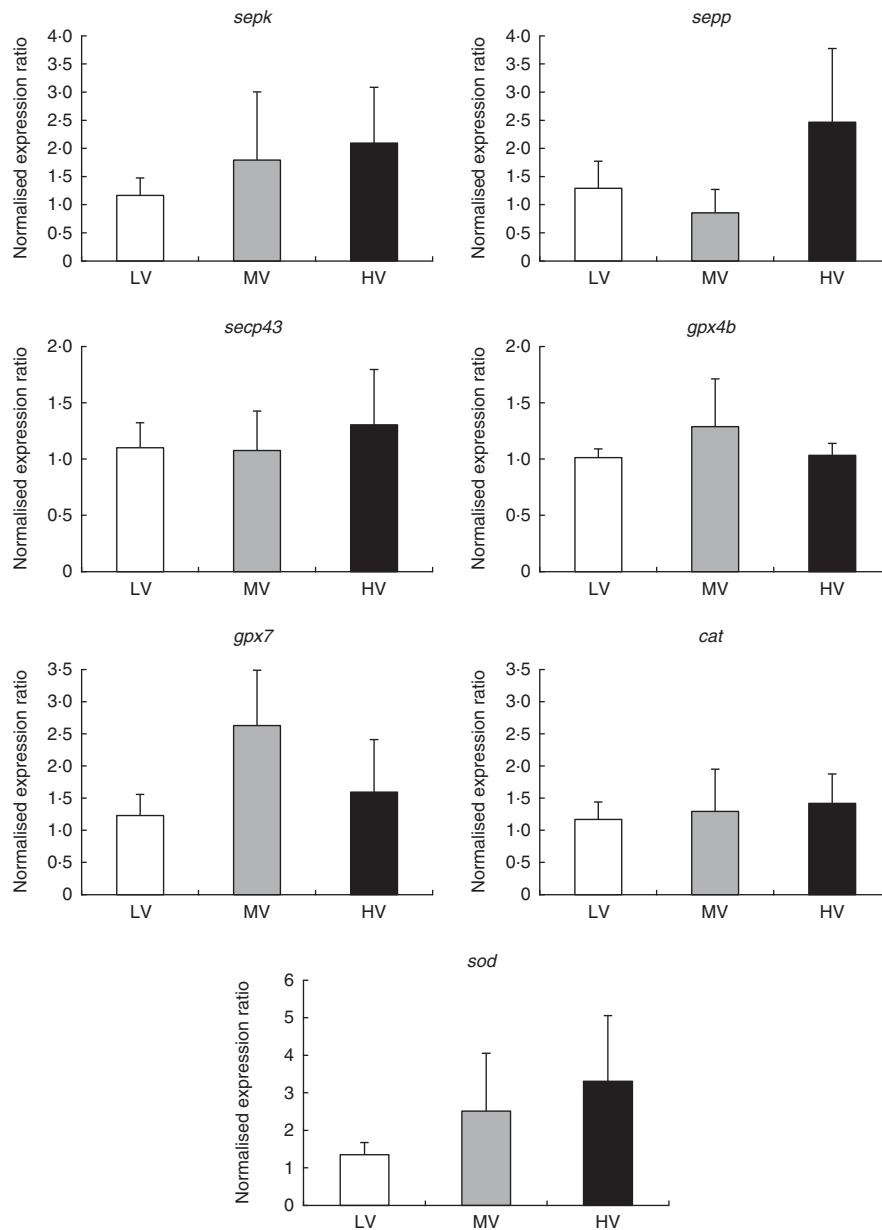 sepk
Normalised expression ratio
4·0
3·5
3·0
2·5
2·0
1·5
1·0
0·5
0
LV MV HV
sepp
Normalised expression ratio
4·0
3·5
3·0
2·5
2·0
1·5
1·0
0·5
0
LV MV HV
secp43
Normalised expression ratio
2·0
1·5
1·0
0·5
0
LV MV HV
gpx4b
Normalised expression ratio
2·0
1·5
1·0
0·5
0
LV MV HV
gpx7
Normalised expression ratio
3·5
3·0
2·5
2·0
1·5
1·0
0·5
0
LV MV HV
cat
Normalised expression ratio
3·5
3·0
2·5
2·0
1·5
1·0
0·5
0
LV MV HV
sod
Normalised expression ratio
6
5
4
3
2
1
0
LV MV HV